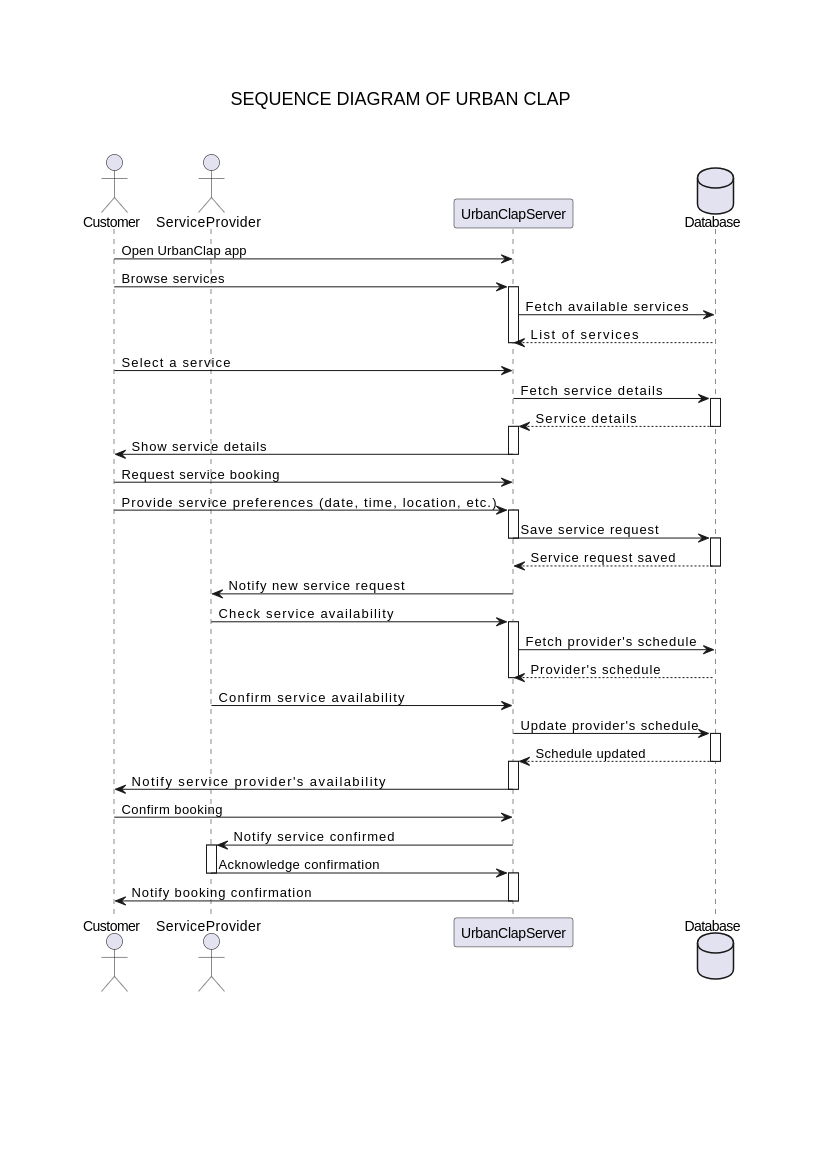 SEQUENCE DIAGRAM OF URBAN CLAP
Customer
ServiceProvider
UrbanClapServer
Database
Open UrbanClap app
Browse services
Fetch available services
List of services
Select a service
Fetch service details
Service details
Show service details
Request service booking
Provide service preferences (date, time, location, etc.)
Save service request
Service request saved
Notify new service request
Check service availability
Fetch provider's schedule
Provider's schedule
Confirm service availability
Update provider's schedule
Schedule updated
Notify service provider's availability
Confirm booking
Notify service confirmed
Acknowledge confirmation
Notify booking confirmation
Customer
ServiceProvider
UrbanClapServer
Database